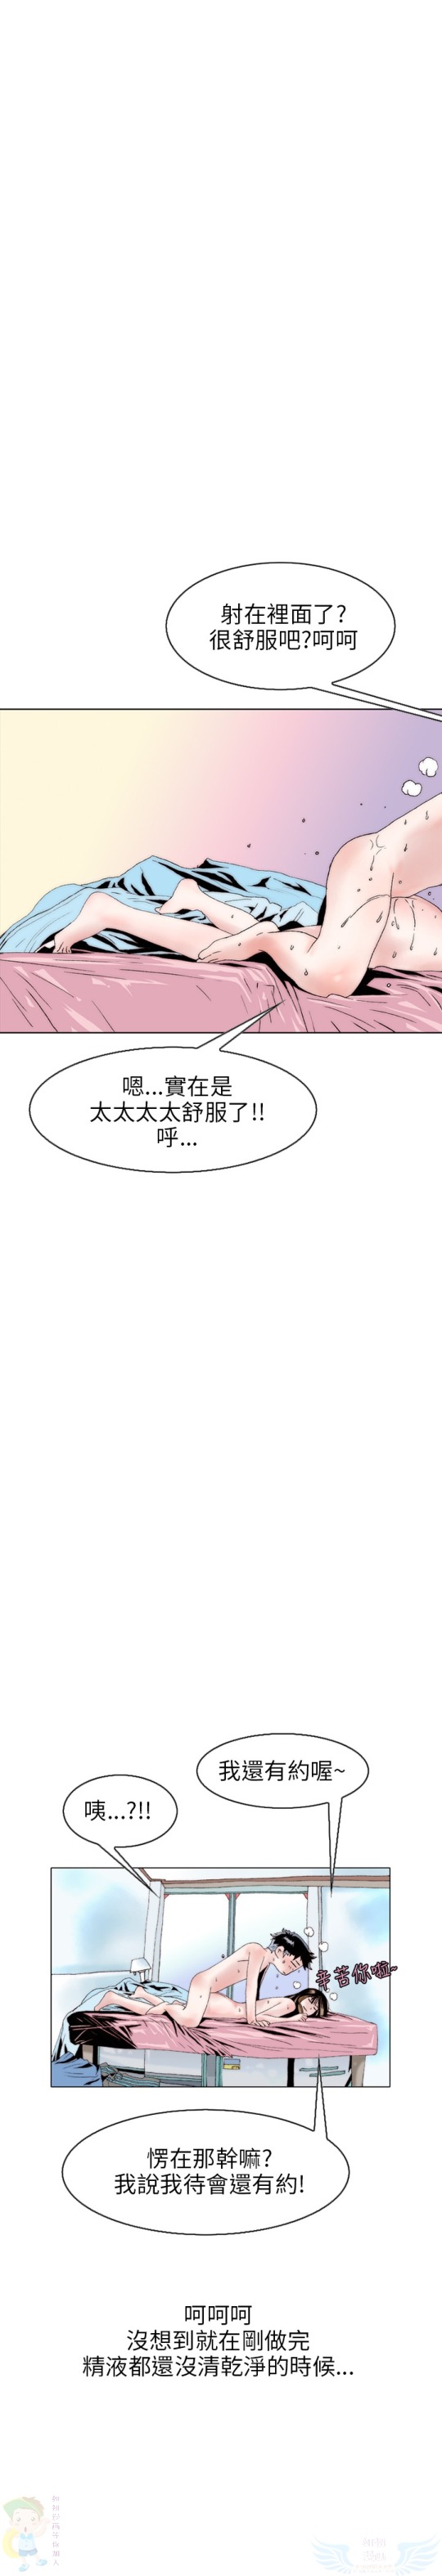 射在裡面了?
很舒服吧?呵呵
嗯...實在是
太太太太舒服了!!
呼...
我還有約喔~
咦...?!!
辛苦你啦~
愣在那幹嘛?
我說我待會還有約!
呵呵呵
沒想到就在剛做完
精液都還沒清乾淨的時候...